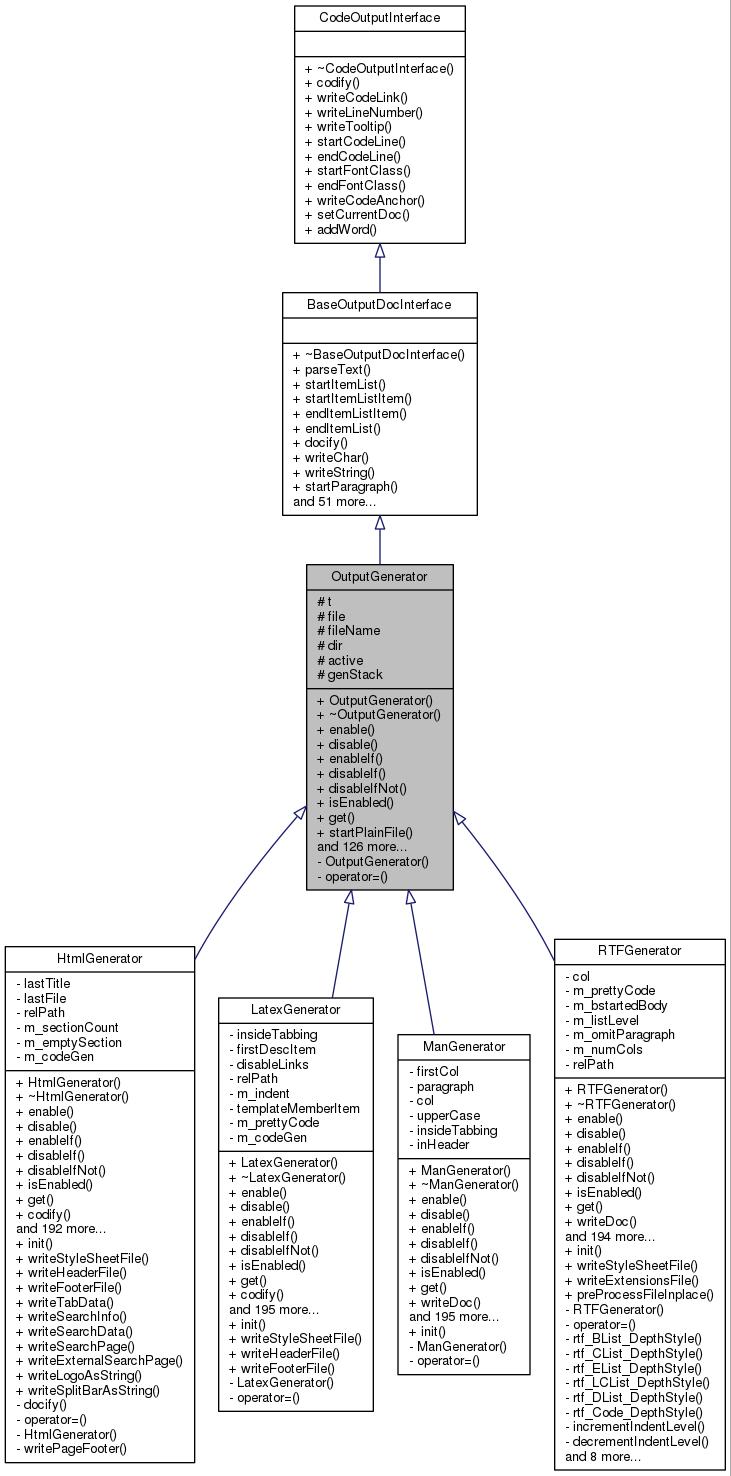 CodeOutputInterface
+ ~CodeOutputInterface()
+ codify()
+ writeCodeLink()
+ writeLineNumber()
+ writeTooltip()
+ startCodeLine()
+ endCodeLine()
+ startFontClass()
+ endFontClass()
+ writeCodeAnchor()
+ setCurrentDoc()
+ addWord()
BaseOutputDocInterface
+ ~BaseOutputDocInterface()
+ parseText()
+ startItemList()
+ startItemListItem()
+ endItemListItem()
+ endItemList()
+ docify()
+ writeChar()
+ writeString()
+ startParagraph()
and 51 more...
OutputGenerator
# t
# file
# fileName
# dir
# active
# genStack
+ OutputGenerator()
+ ~OutputGenerator()
+ enable()
+ disable()
+ enableIf()
+ disableIf()
+ disableIfNot()
+ isEnabled()
+ get()
+ startPlainFile()
and 126 more...
- OutputGenerator()
- operator=()
HtmlGenerator
- lastTitle
- lastFile
- relPath
- m_sectionCount
- m_emptySection
- m_codeGen
+ HtmlGenerator()
+ ~HtmlGenerator()
+ enable()
+ disable()
+ enableIf()
+ disableIf()
+ disableIfNot()
+ isEnabled()
+ get()
+ codify()
and 192 more...
+ init()
+ writeStyleSheetFile()
+ writeHeaderFile()
+ writeFooterFile()
+ writeTabData()
+ writeSearchInfo()
+ writeSearchData()
+ writeSearchPage()
+ writeExternalSearchPage()
+ writeLogoAsString()
+ writeSplitBarAsString()
- docify()
- operator=()
- HtmlGenerator()
- writePageFooter()
LatexGenerator
- insideTabbing
- firstDescItem
- disableLinks
- relPath
- m_indent
- templateMemberItem
- m_prettyCode
- m_codeGen
+ LatexGenerator()
+ ~LatexGenerator()
+ enable()
+ disable()
+ enableIf()
+ disableIf()
+ disableIfNot()
+ isEnabled()
+ get()
+ codify()
and 195 more...
+ init()
+ writeStyleSheetFile()
+ writeHeaderFile()
+ writeFooterFile()
- LatexGenerator()
- operator=()
ManGenerator
- firstCol
- paragraph
- col
- upperCase
- insideTabbing
- inHeader
+ ManGenerator()
+ ~ManGenerator()
+ enable()
+ disable()
+ enableIf()
+ disableIf()
+ disableIfNot()
+ isEnabled()
+ get()
+ writeDoc()
and 195 more...
+ init()
- ManGenerator()
- operator=()
RTFGenerator
- col
- m_prettyCode
- m_bstartedBody
- m_listLevel
- m_omitParagraph
- m_numCols
- relPath
+ RTFGenerator()
+ ~RTFGenerator()
+ enable()
+ disable()
+ enableIf()
+ disableIf()
+ disableIfNot()
+ isEnabled()
+ get()
+ writeDoc()
and 194 more...
+ init()
+ writeStyleSheetFile()
+ writeExtensionsFile()
+ preProcessFileInplace()
- RTFGenerator()
- operator=()
- rtf_BList_DepthStyle()
- rtf_CList_DepthStyle()
- rtf_EList_DepthStyle()
- rtf_LCList_DepthStyle()
- rtf_DList_DepthStyle()
- rtf_Code_DepthStyle()
- incrementIndentLevel()
- decrementIndentLevel()
and 8 more...